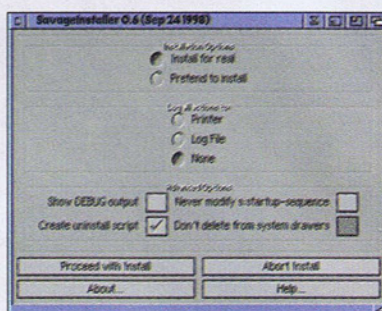 SavageInstaller 0.6 (Sep 24 1998)
Installation Options
Install for real
Pretend to install
Log all actions to:
Printer
Log File
None
Advanced Options
Show DEBUG output Never modify s:startup-sequence
Create uninstall script Don't delete from system drawers
Proceed with Install Abort Install
About... Help...